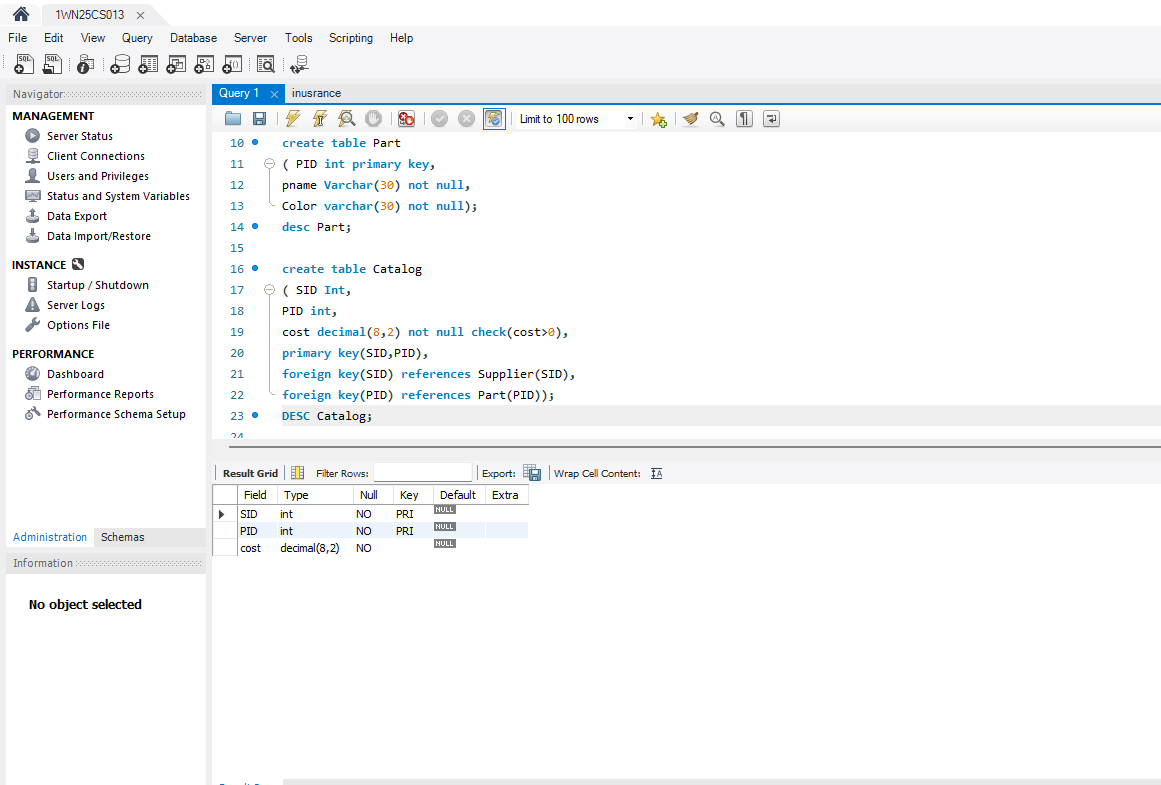 1WN25CS013
File Edit View Query Database Server Tools Scripting Help
Navigator
MANAGEMENT
Server Status
Client Connections
Users and Privileges
Status and System Variables
Data Export
Data Import/Restore
INSTANCE
Startup / Shutdown
Server Logs
Options File
PERFORMANCE
Dashboard
Performance Reports
Performance Schema Setup
Administration Schemas
Information
No object selected
Query 1 inusrance
Limit to 100 rows
10 create table Part
11 ( PID int primary key,
12 pname Varchar(30) not null,
13 Color varchar(30) not null);
14 desc Part;
15
16 create table Catalog
17 ( SID Int,
18 PID int,
19 cost decimal(8,2) not null check(cost>0),
20 primary key(SID,PID),
21 foreign key(SID) references Supplier(SID),
22 foreign key(PID) references Part(PID));
23 DESC Catalog;
24
Result Grid Filter Rows: Export: Wrap Cell Content:
Field Type Null Key Default Extra
SID int NO PRI NULL
PID int NO PRI NULL
cost decimal(8,2) NO NULL